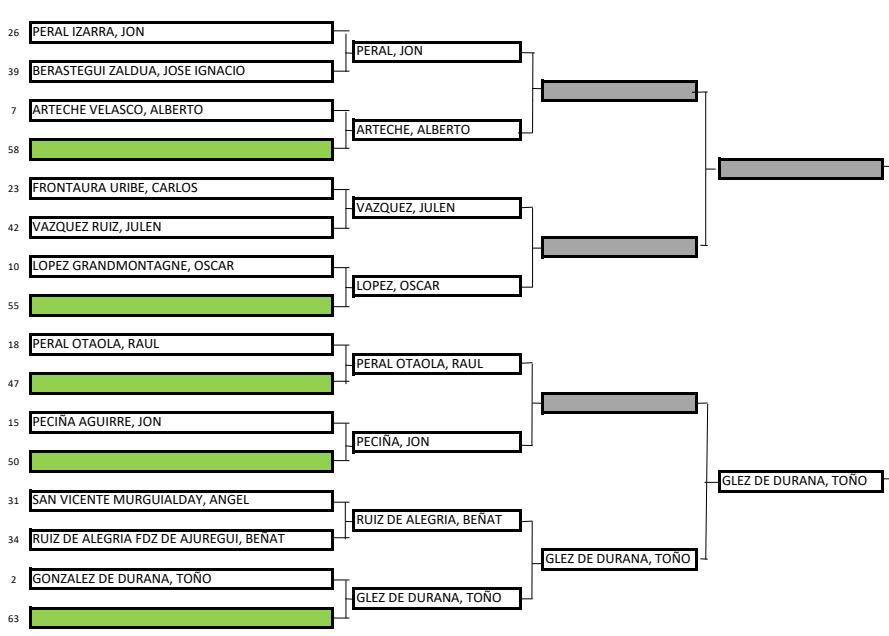 26 PERAL IZARRA, JON
PERAL, JON
39 BERASTEGUI ZALDUA, JOSE IGNACIO
7 ARTECHE VELASCO, ALBERTO
ARTECHE, ALBERTO
58
23 FRONTAURA URIBE, CARLOS
VAZQUEZ, JULEN
42 VAZQUEZ RUIZ, JULEN
10 LOPEZ GRANDMONTAGNE, OSCAR
LOPEZ, OSCAR
55
18 PERAL OTAOLA, RAUL
PERAL OTAOLA, RAUL
47
15 PECIÑA AGUIRRE, JON
PECIÑA, JON
50
GLEZ DE DURANA, TOÑO
31 SAN VICENTE MURGUIALDAY, ANGEL
RUIZ DE ALEGRIA, BEÑAT
34 RUIZ DE ALEGRIA FDZ DE AJUREGUI, BEÑAT
GLEZ DE DURANA, TOÑO
2 GONZALEZ DE DURANA, TOÑO
GLEZ DE DURANA, TOÑO
63